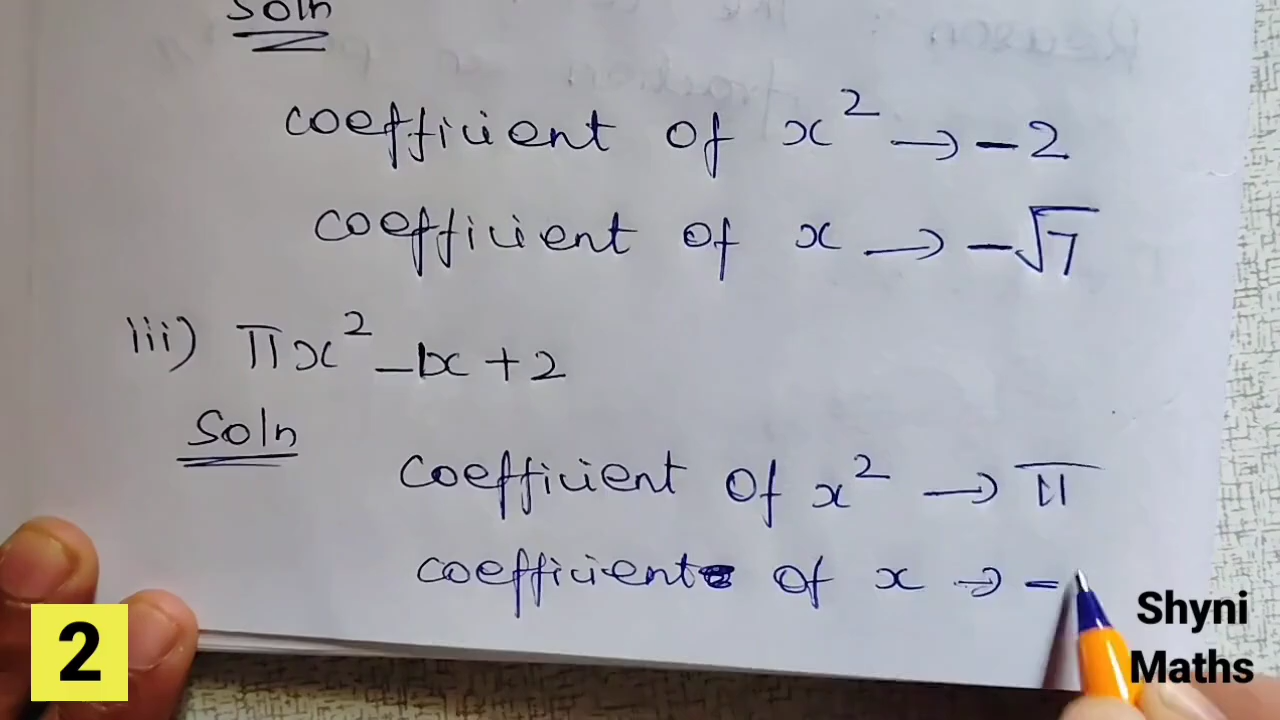 Soln
coefficient of x² → -2
coefficient of x → -√7
iii) πx² - 1x + 2
Soln
coefficient of x² → π
coefficient of x → -
2
Shyni
Maths